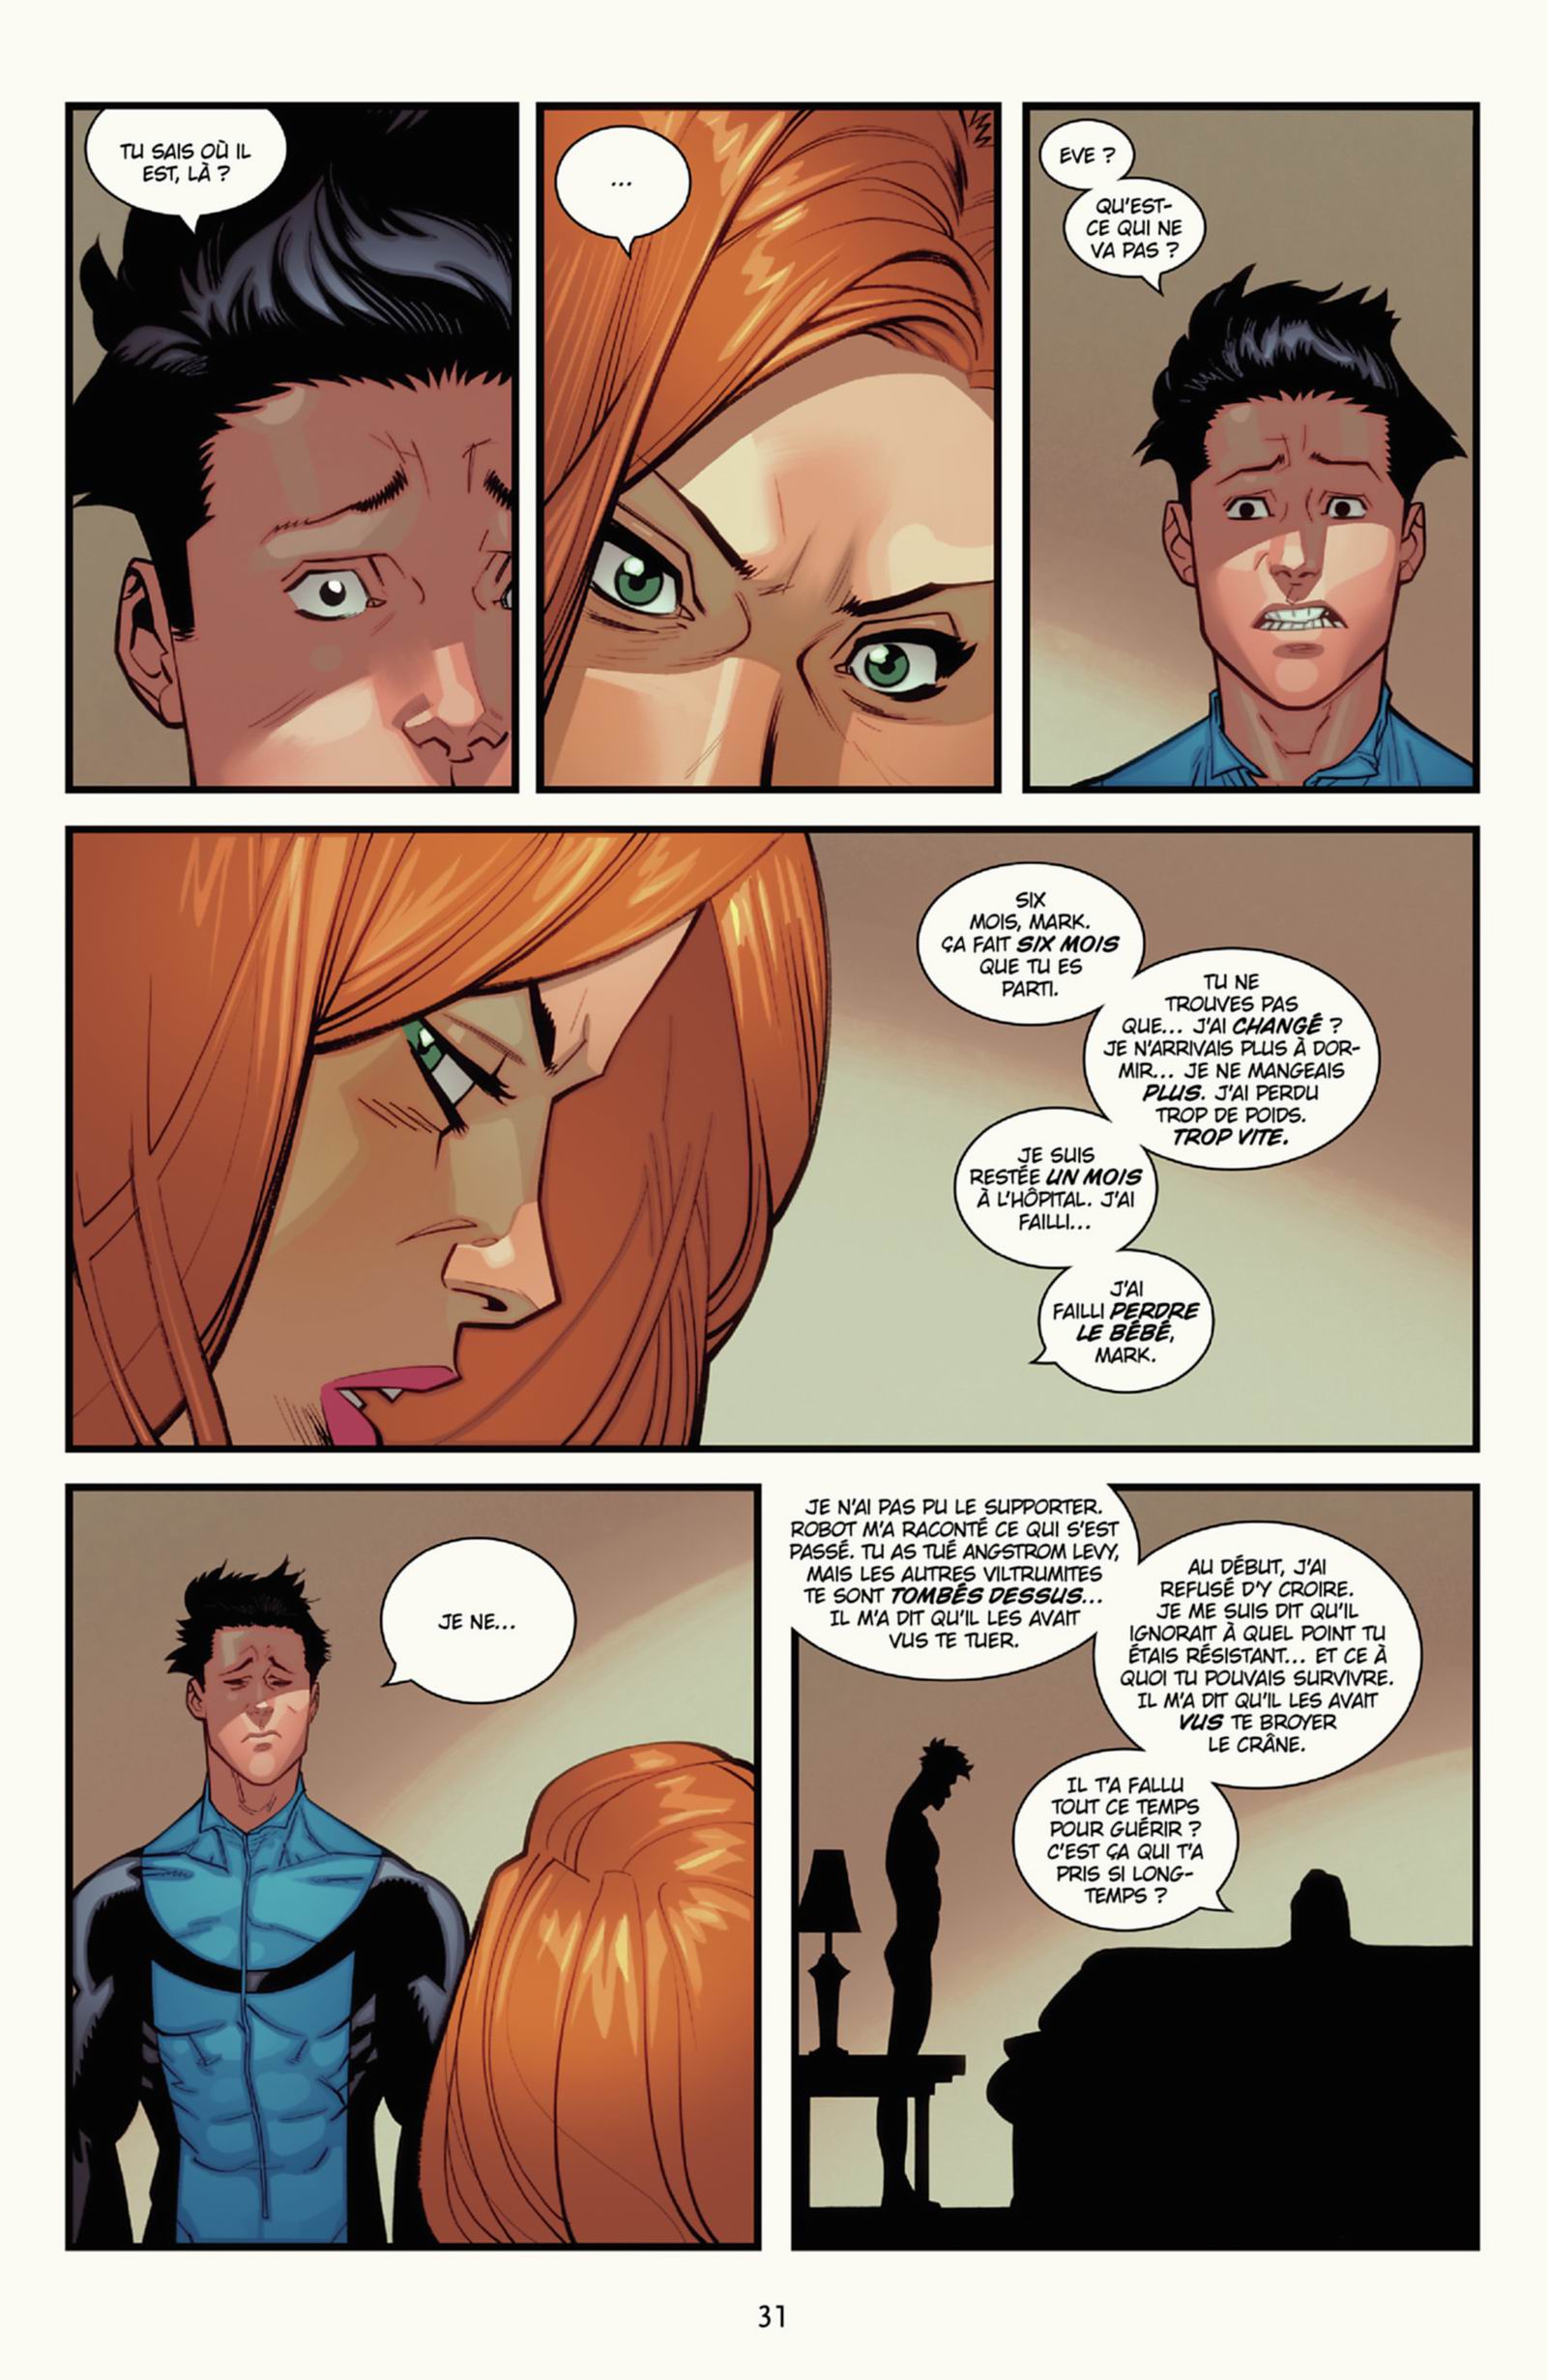 TU SAIS OÙ IL
EST, LÀ ?
...
EVE ?
QU'EST-
CE QUI NE
VA PAS ?
SIX
MOIS, MARK.
ÇA FAIT SIX MOIS
QUE TU ES
PARTI.
TU NE
TROUVES PAS
QUE... J'AI CHANGÉ ?
JE N'ARRIVAIS PLUS À DOR-
MIR... JE NE MANGEAIS
PLUS. J'AI PERDU
TROP DE POIDS.
TROP VITE.
JE SUIS
RESTÉE UN MOIS
À L'HÔPITAL. J'AI
FAILLI...
J'AI
FAILLI PERDRE
LE BÉBÉ,
MARK.
JE NE...
JE N'AI PAS PU LE SUPPORTER.
ROBOT M'A RACONTÉ CE QUI S'EST
PASSÉ. TU AS TUÉ ANGSTROM LEVY,
MAIS LES AUTRES VILTRUMITES
TE SONT TOMBÉS DESSUS...
IL M'A DIT QU'IL LES AVAIT
VUS TE TUER.
AU DÉBUT, J'AI
REFUSÉ D'Y CROIRE.
JE ME SUIS DIT QU'IL
IGNORAIT À QUEL POINT TU
ÉTAIS RÉSISTANT... ET CE À
QUOI TU POUVAIS SURVIVRE.
IL M'A DIT QU'IL LES AVAIT
VUS TE BROYER
LE CRÂNE.
IL T'A FALLU
TOUT CE TEMPS
POUR GUÉRIR ?
C'EST ÇA QUI T'A
PRIS SI LONG-
TEMPS ?
31